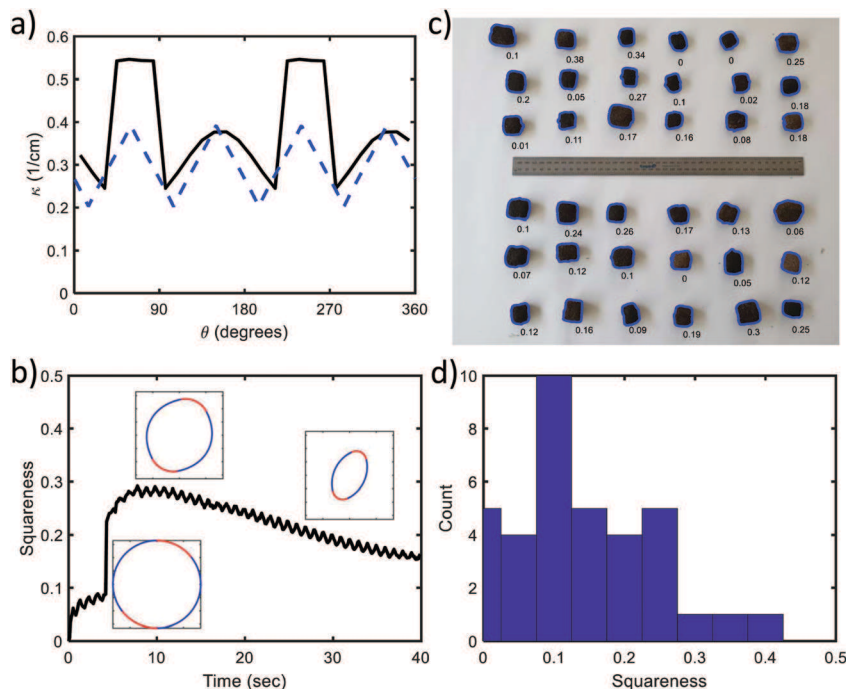 a)
0.6
0.5
0.4
0.3
0.2
0.1
0
κ (1/cm)
0 90 180 270 360
θ (degrees)
b)
0.5
0.4
0.3
0.2
0.1
0
Squareness
0 10 20 30 40
Time (sec)
c)
0.1 0.38 0.34 0 0 0.25
0.2 0.05 0.27 0.1 0.02 0.18
0.01 0.11 0.17 0.16 0.08 0.18
0.1 0.24 0.26 0.17 0.13 0.06
0.07 0.12 0.1 0 0.05 0.12
0.12 0.16 0.09 0.19 0.3 0.25
d)
10
8
6
4
2
0
Count
0 0.1 0.2 0.3 0.4 0.5
Squareness